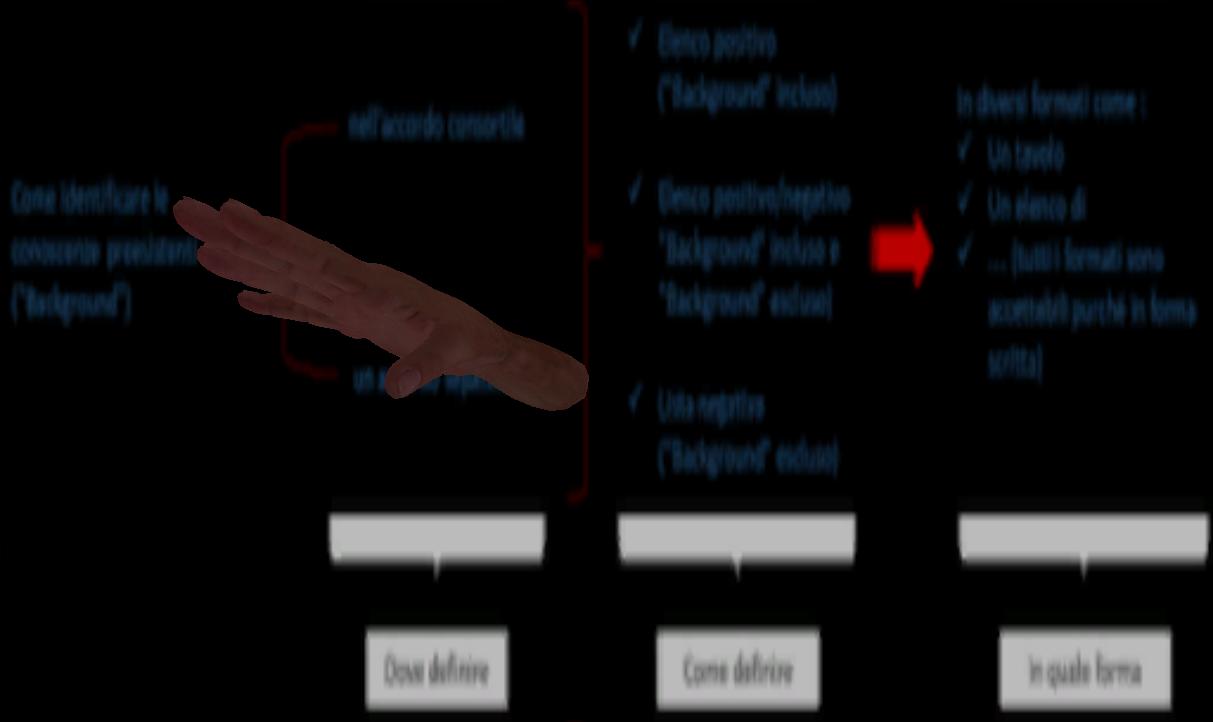 Come identificare le
conoscenze preesistenti
("Background")
nell'accordo consortile
un
✓ Elenco positivo
("Background" incluso)
✓ Elenco positivo/negativo
"Background" incluso e
"Background" escluso)
✓ Lista negativa
("Background" escluso)
In diversi formati come :
✓ Un tavolo
✓ Un elenco di
✓ ... (tutti i formati sono
accettabili purché in forma
scritta)
Dove definire
Come definire
In quale forma